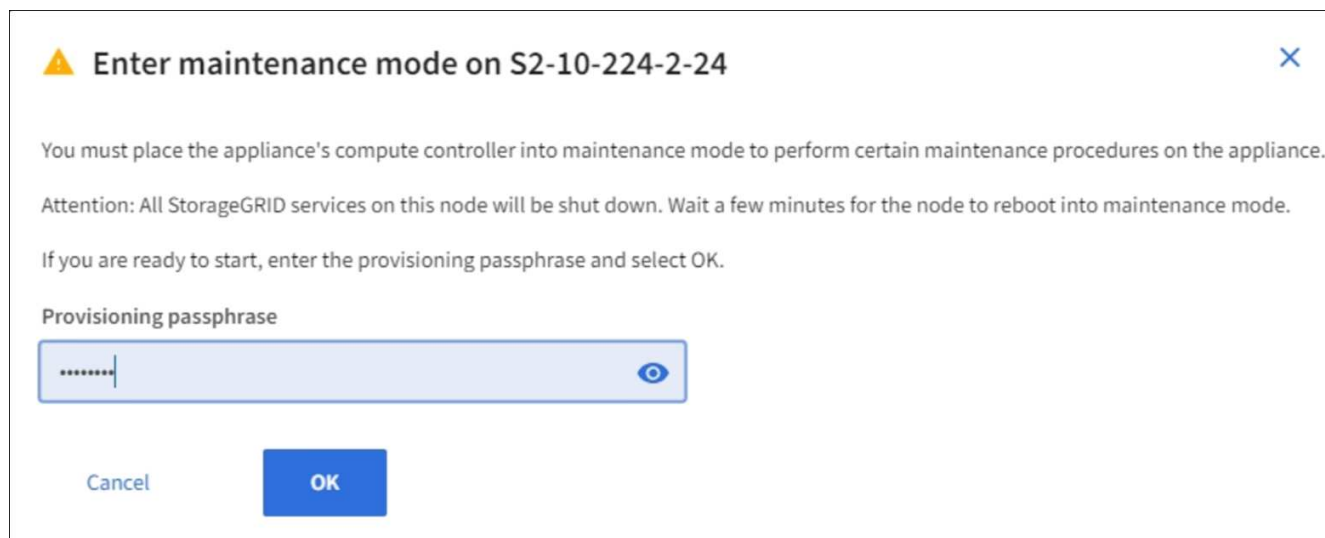 Enter maintenance mode on S2-10-224-2-24
You must place the appliance's compute controller into maintenance mode to perform certain maintenance procedures on the appliance.
Attention: All StorageGRID services on this node will be shut down. Wait a few minutes for the node to reboot into maintenance mode.
If you are ready to start, enter the provisioning passphrase and select OK.
Provisioning passphrase
••••••••
Cancel OK